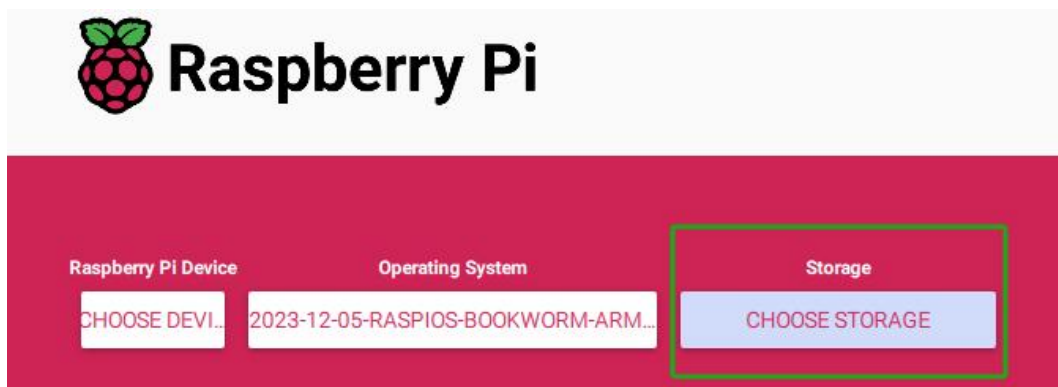 Raspberry Pi
Raspberry Pi Device Operating System Storage
CHOOSE DEVI... 2023-12-05-RASPIOS-BOOKWORM-ARM... CHOOSE STORAGE